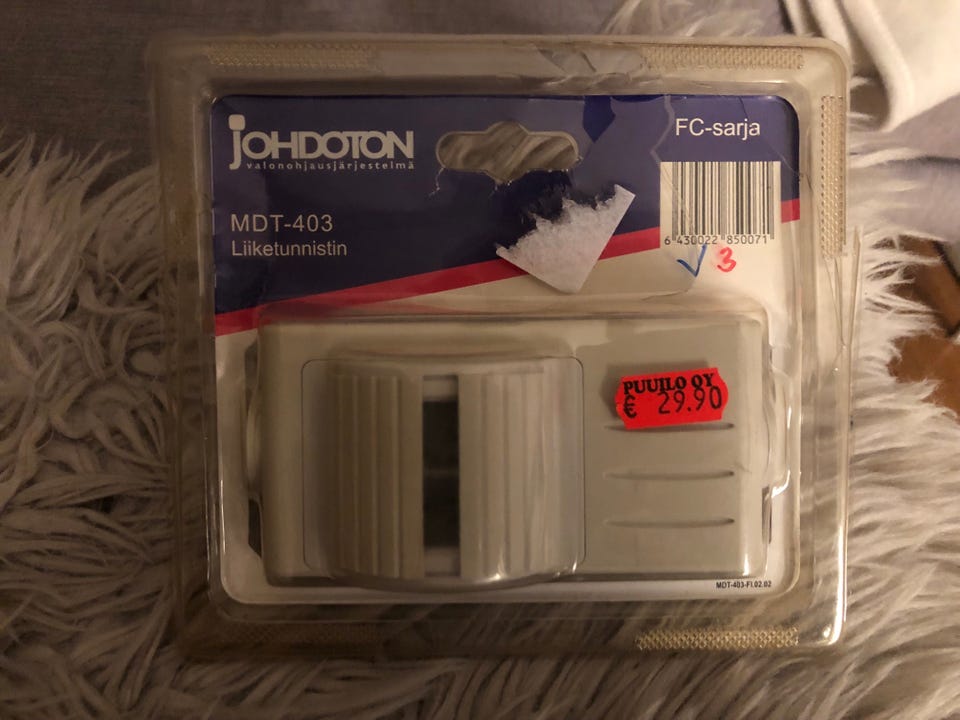 JOHDOTON
valonohjausjärjestelmä
FC-sarja
MDT-403
Liiketunnistin
6 430022 850071
3
PUUILO OY
€ 29.90
MDT-403-FI.02.02